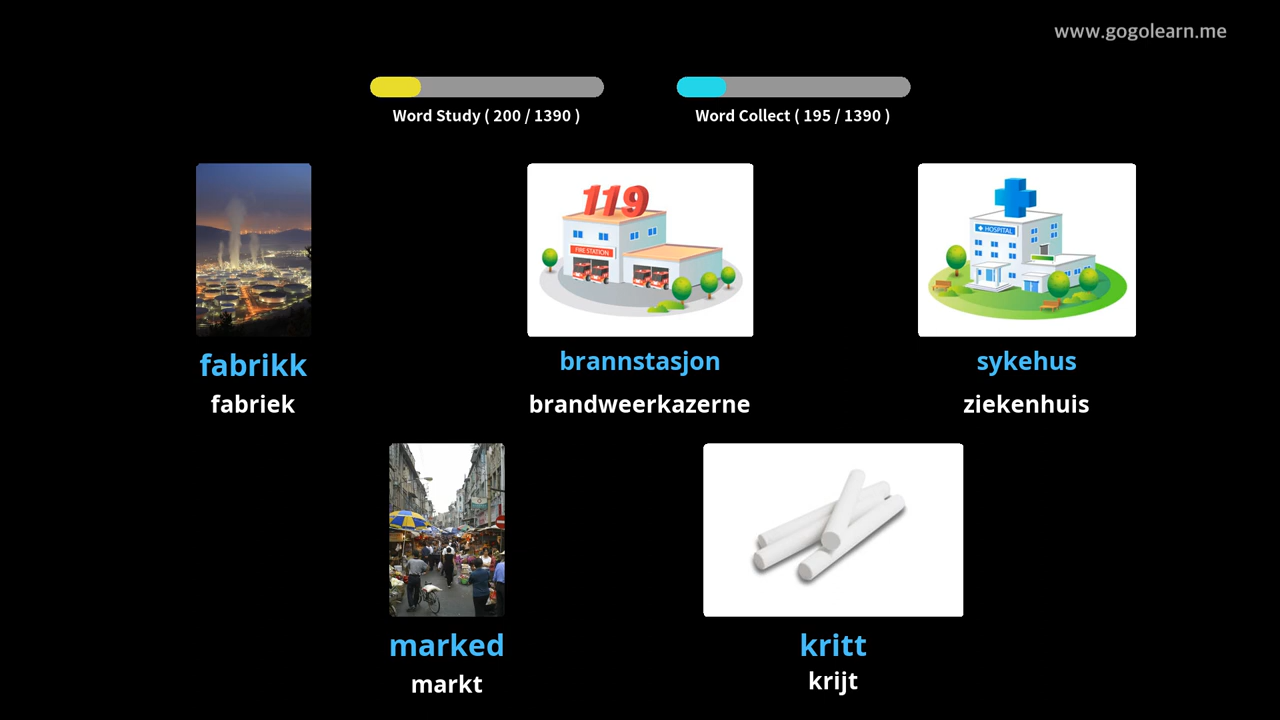 www.gogolearn.me
Word Study ( 200 / 1390 )
Word Collect ( 195 / 1390 )
119
FIRE STATION
HOSPITAL
fabrikk
brannstasjon
sykehus
fabriek
brandweerkazerne
ziekenhuis
marked
kritt
markt
krijt